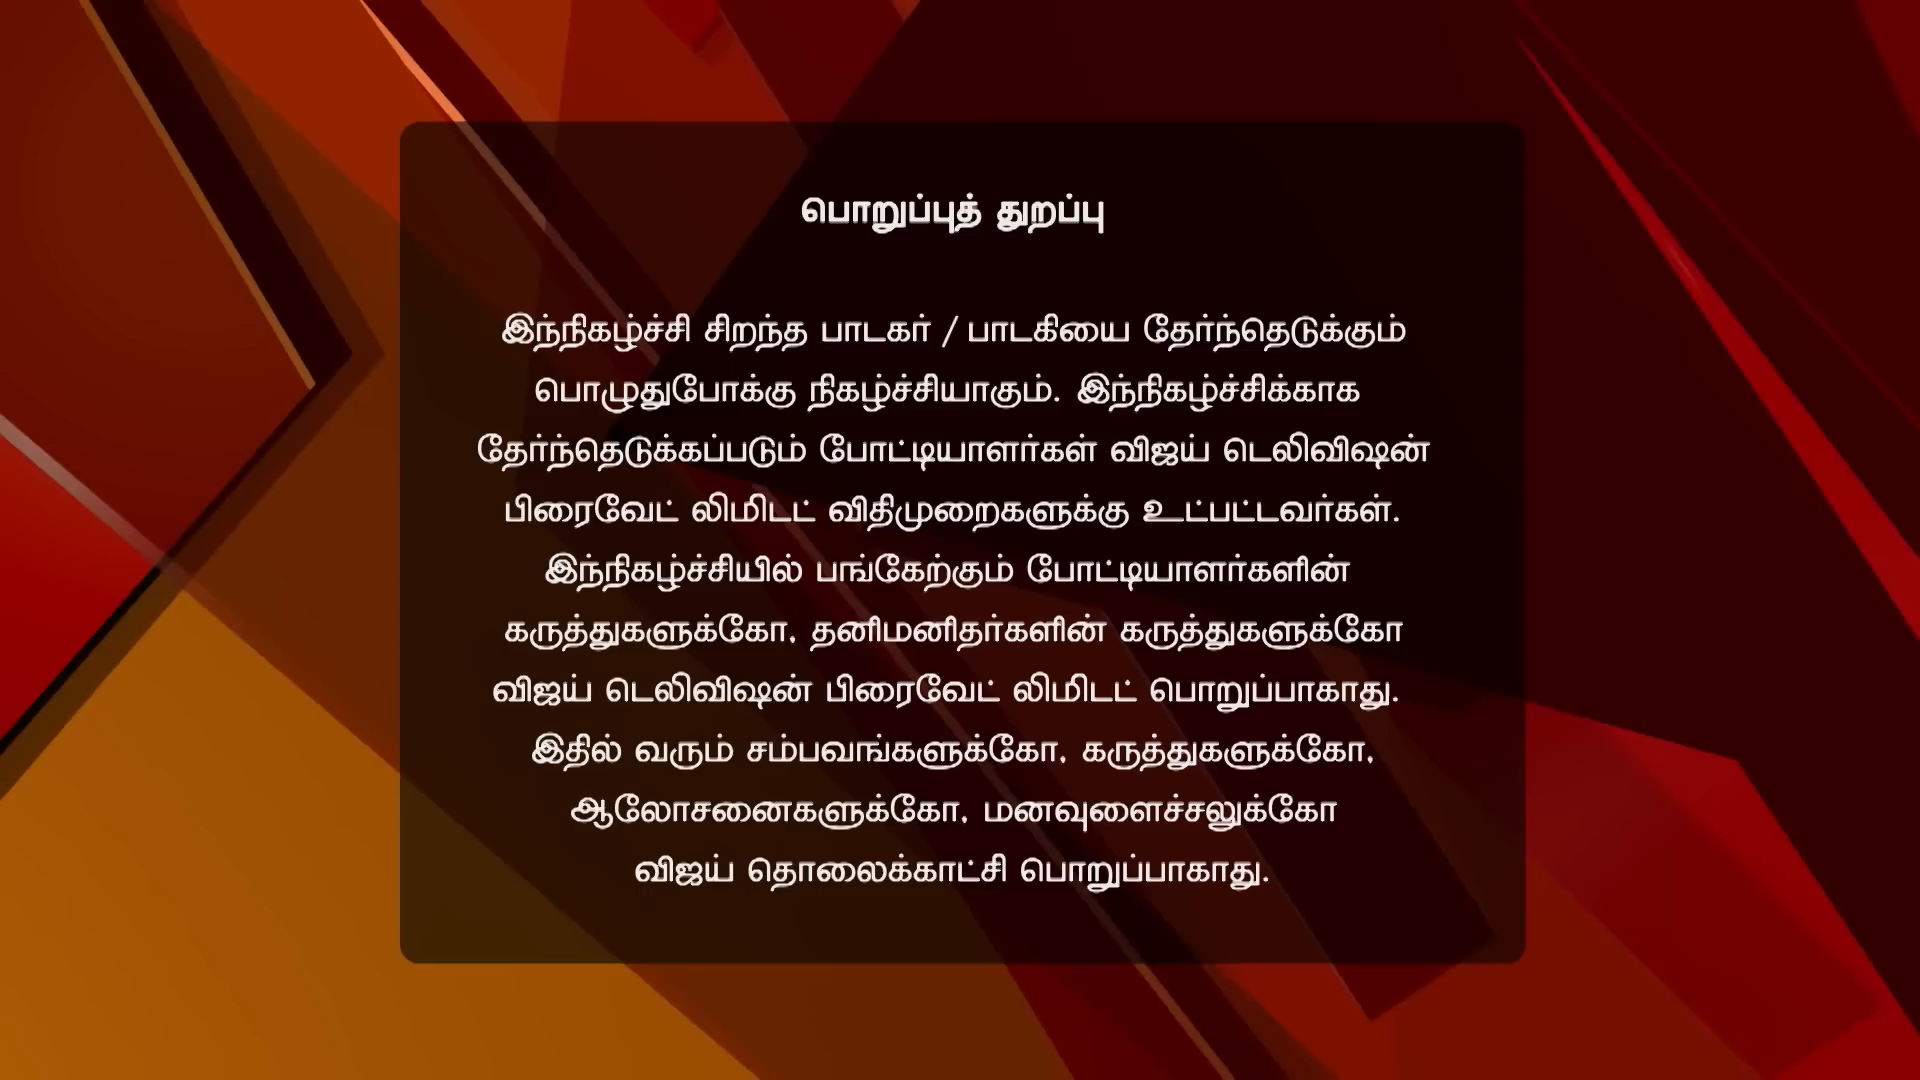 பொறுப்புத் துறப்பு
இந்நிகழ்ச்சி சிறந்த பாடகர் / பாடகியை தேர்ந்தெடுக்கும்
பொழுதுபோக்கு நிகழ்ச்சியாகும். இந்நிகழ்ச்சிக்காக
தேர்ந்தெடுக்கப்படும் போட்டியாளர்கள் விஜய் டெலிவிஷன்
பிரைவேட் லிமிடட் விதிமுறைகளுக்கு உட்பட்டவர்கள்.
இந்நிகழ்ச்சியில் பங்கேற்கும் போட்டியாளர்களின்
கருத்துகளுக்கோ, தனிமனிதர்களின் கருத்துகளுக்கோ
விஜய் டெலிவிஷன் பிரைவேட் லிமிடட் பொறுப்பாகாது.
இதில் வரும் சம்பவங்களுக்கோ, கருத்துகளுக்கோ,
ஆலோசனைகளுக்கோ, மனவுளைச்சலுக்கோ
விஜய் தொலைக்காட்சி பொறுப்பாகாது.